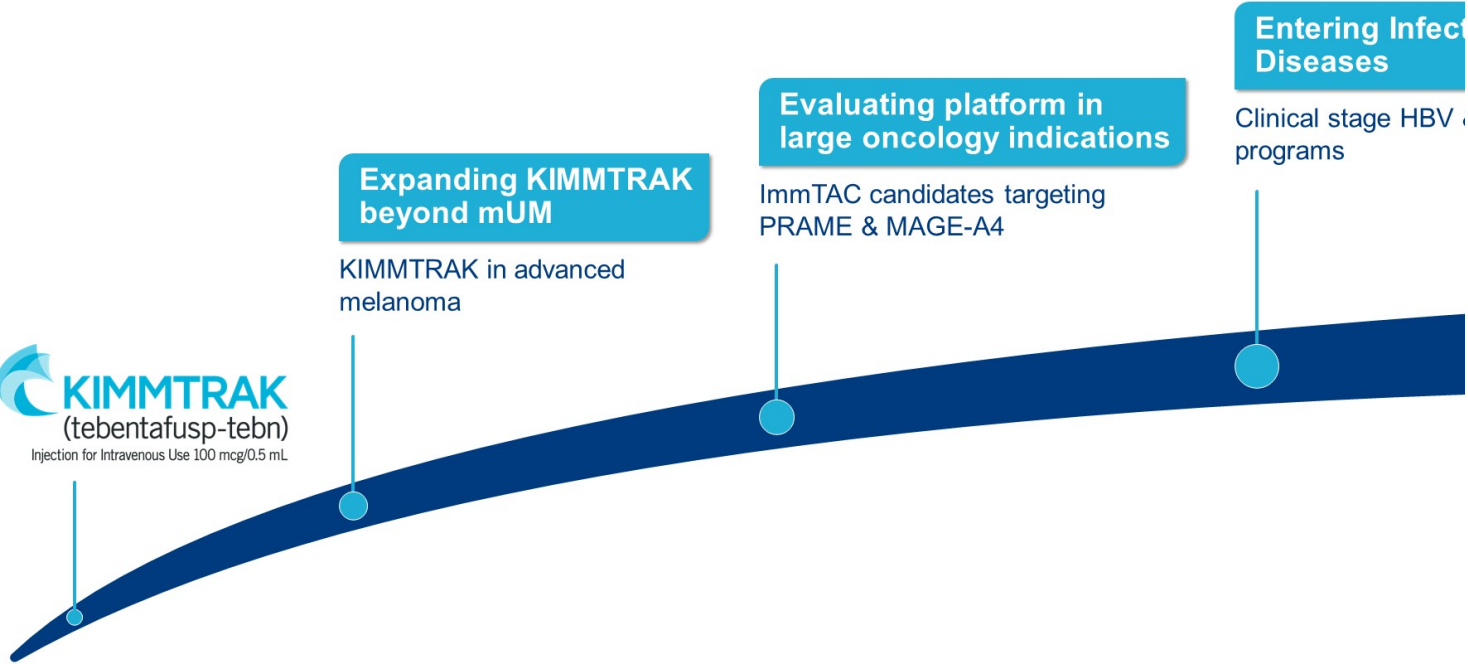 KIMMTRAK
(tebentafusp-tebn)
Injection for Intravenous Use 100 mcg/0.5 mL
Expanding KIMMTRAK
beyond mUM
KIMMTRAK in advanced
melanoma
Evaluating platform in
large oncology indications
ImmTAC candidates targeting
PRAME & MAGE-A4
Entering
Diseases
Clinical stage HBV
programs